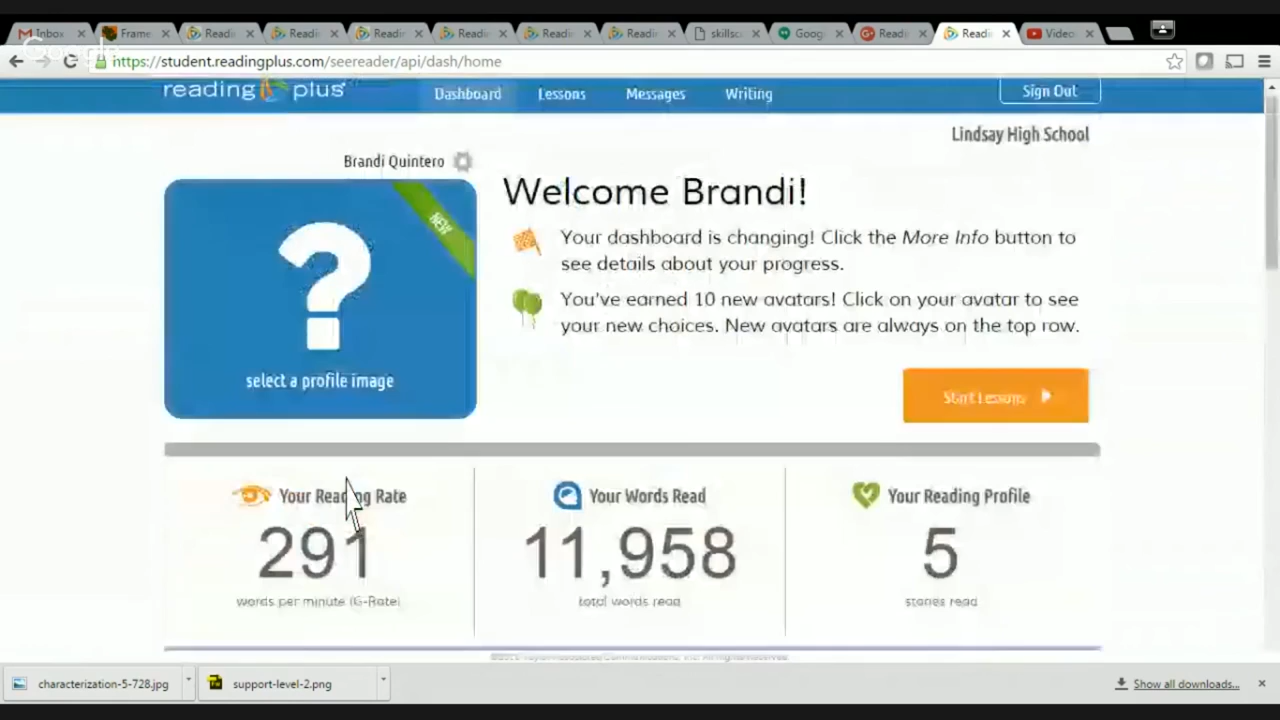 Inbox
Frame
Readi
Readi
Readi
Readi
Readi
Readi
skillsc
Goog
Readi
Readi
Video
Google
https://student.readingplus.com/seereader/api/dash/home
reading plus
Dashboard
Lessons
Messages
Writing
Sign Out
Lindsay High School
Brandi Quintero
NEW
select a profile image
Welcome Brandi!
Your dashboard is changing! Click the More Info button to
see details about your progress.
You've earned 10 new avatars! Click on your avatar to see
your new choices. New avatars are always on the top row.
Start Lessons
Your Reading Rate
291
words per minute (G-Rate)
Your Words Read
11,958
total words read
Your Reading Profile
5
stories read
characterization-5-728.jpg
support-level-2.png
Show all downloads...